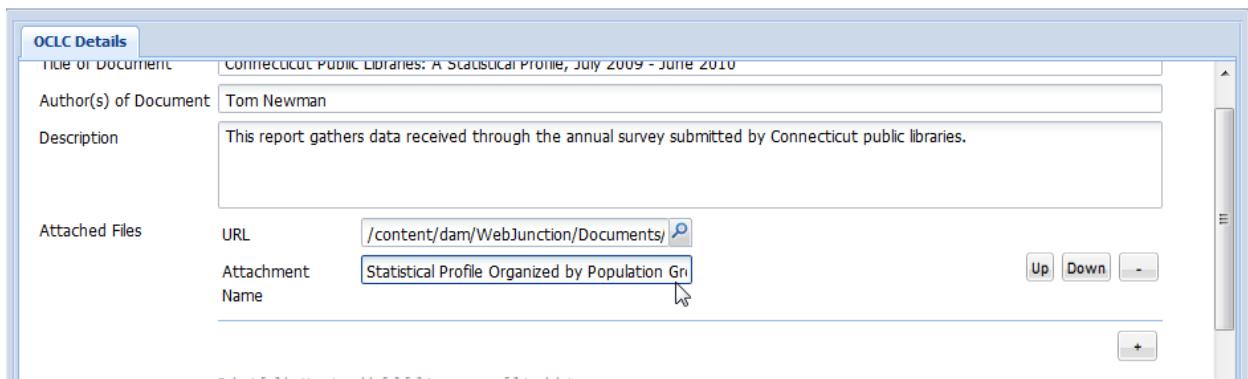 OCLC Details
Title of Document Connecticut Public Libraries: A Statistical Profile, July 2009 - June 2010
Author(s) of Document Tom Newman
Description This report gathers data received through the annual survey submitted by Connecticut public libraries.
Attached Files URL /content/dam/WebJunction/Documents/
Attachment Name Statistical Profile Organized by Population Gr
Up Down -
+